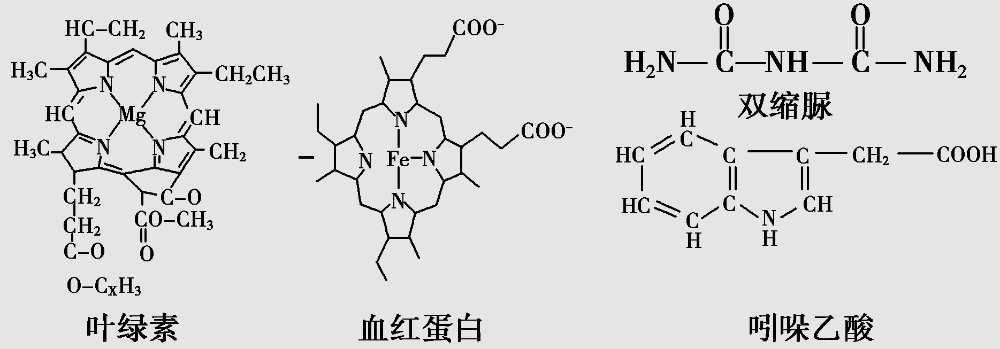 HC–CH₂ CH₃
H₃C N N CH₂CH₃
HC Mg CH
H₃C N N CH₂
CH₂ C–O
CH₂ CO–CH₃
C–O O
O–CₓH₃
叶绿素
COO⁻
N COO⁻
– N Fe N
N
血红蛋白
O O
H₂N–C–NH–C–NH₂
双缩脲
H
HC C C C CH₂ COOH
HC C C CH
H N
H
吲哚乙酸